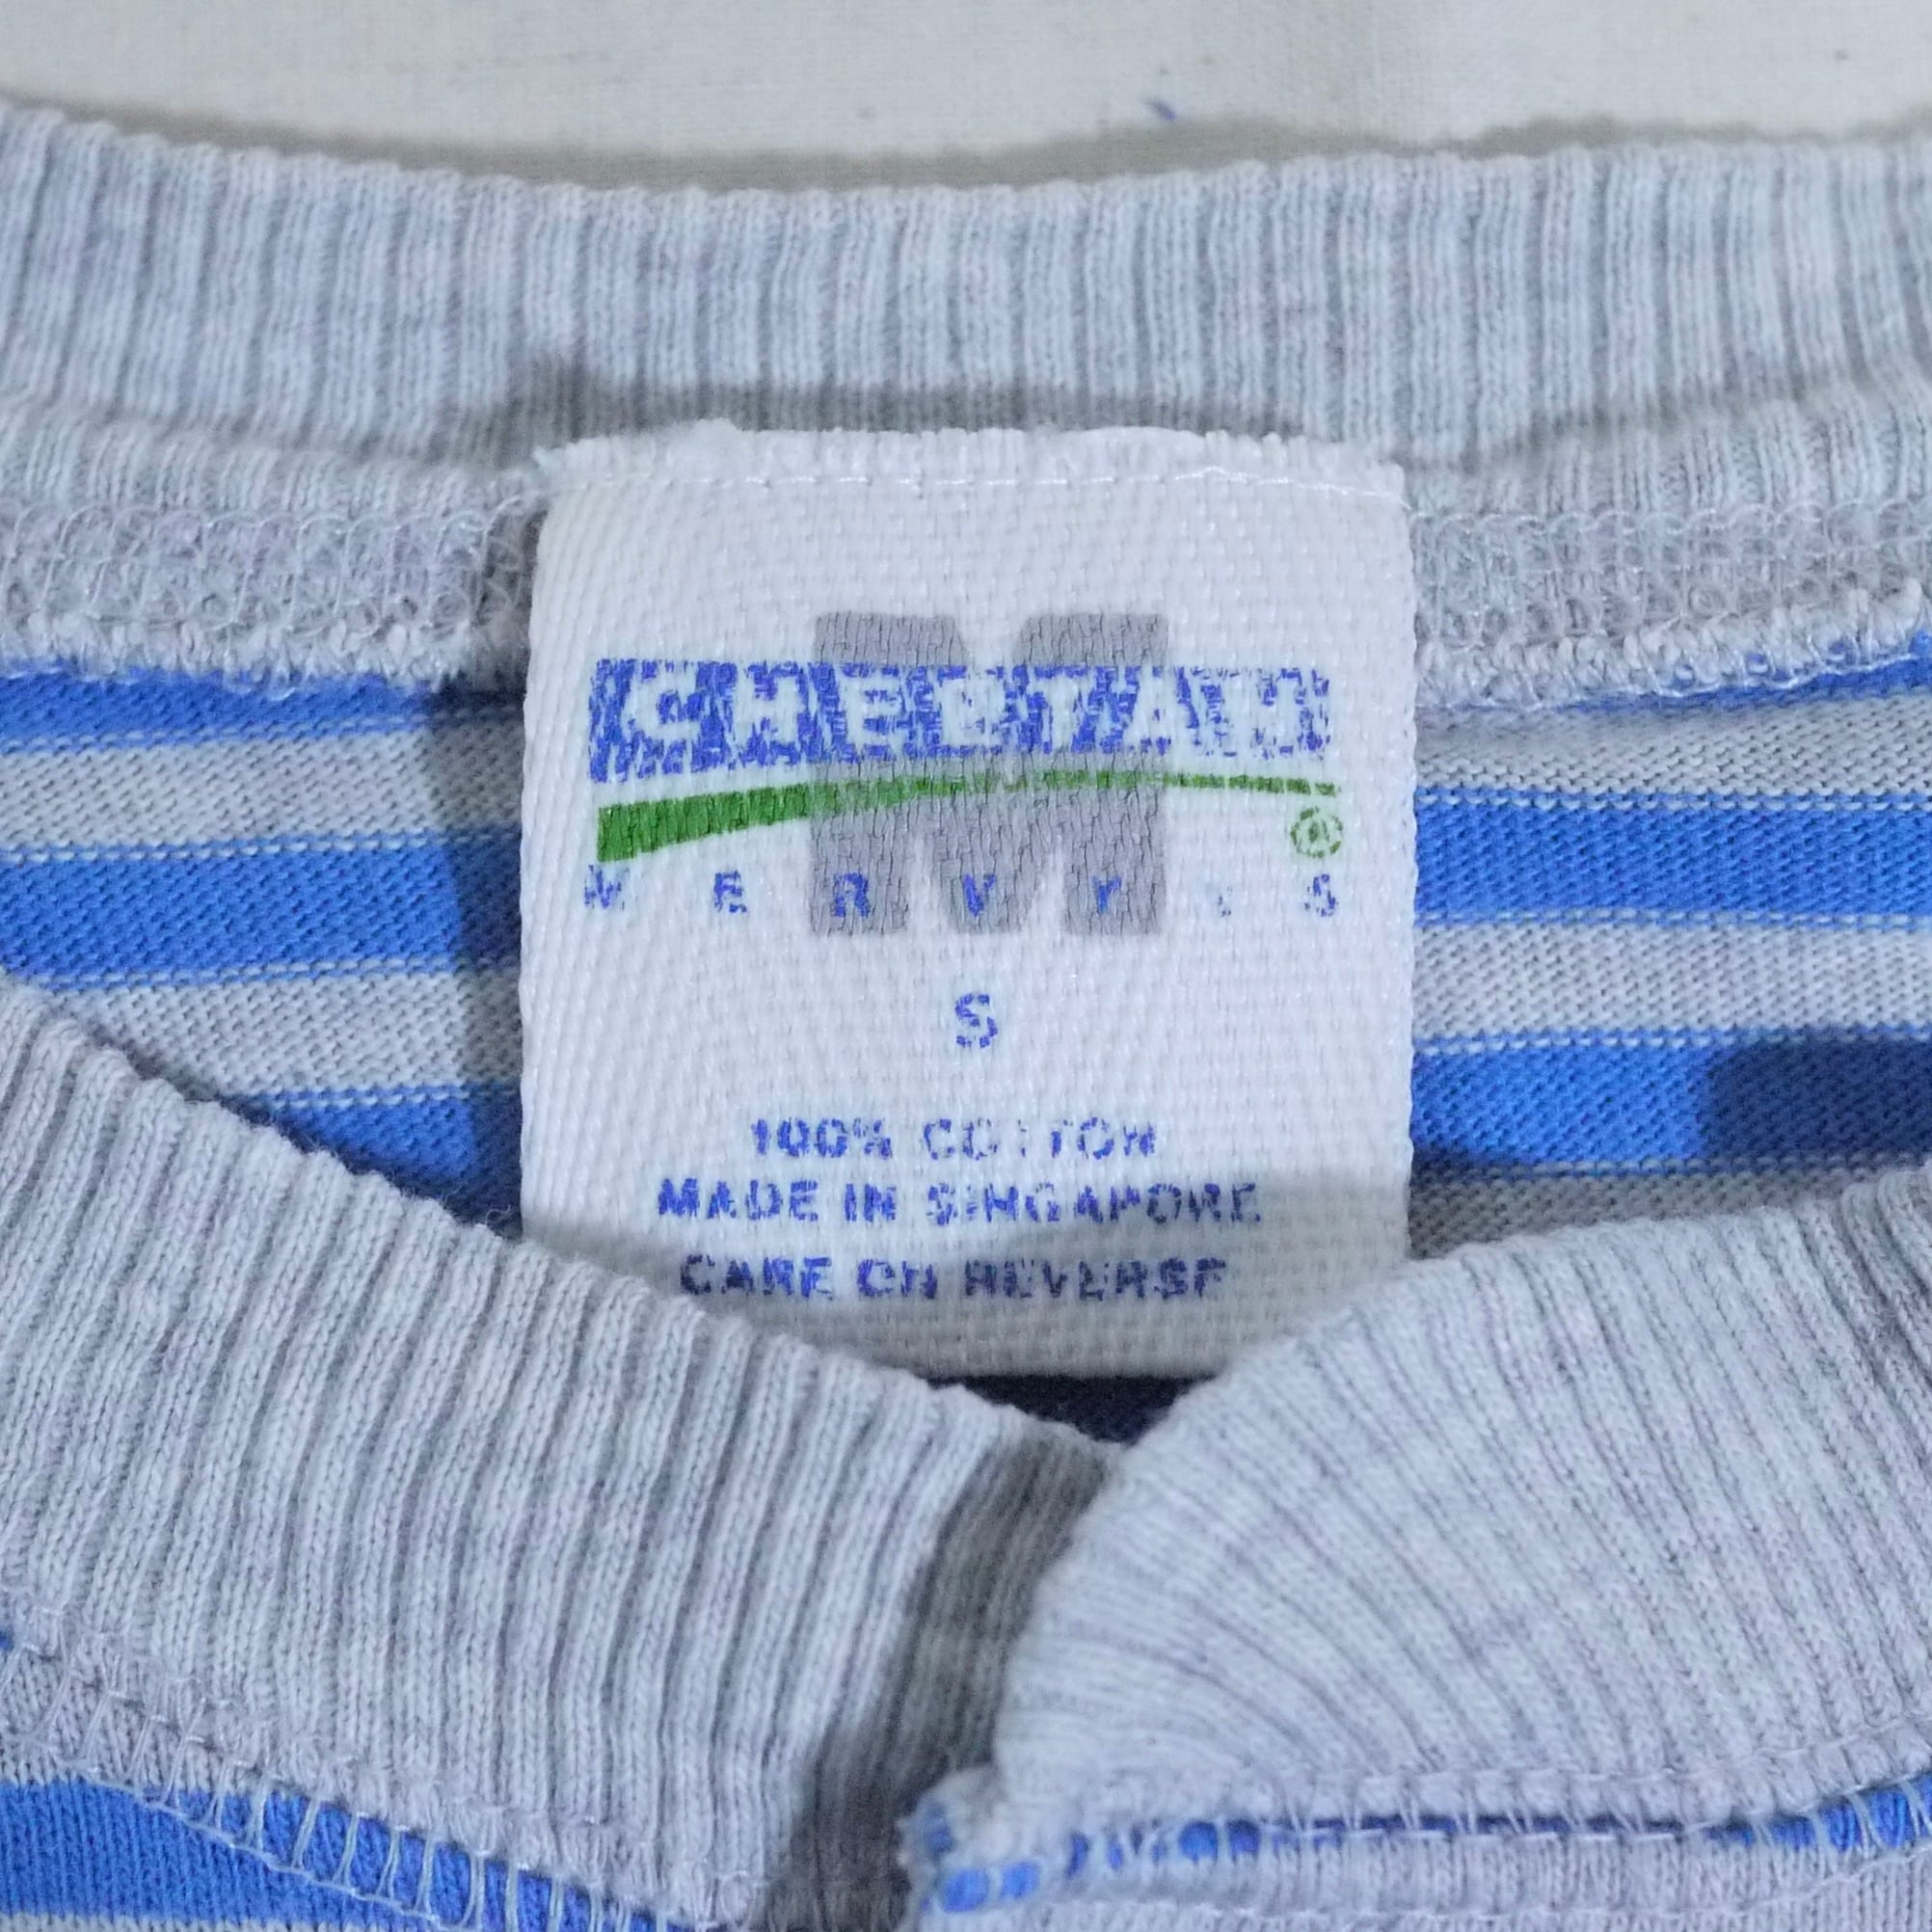 M
CHEETAH
®
MERVYN'S
S
100% COTTON
MADE IN SINGAPORE
CARE ON REVERSE